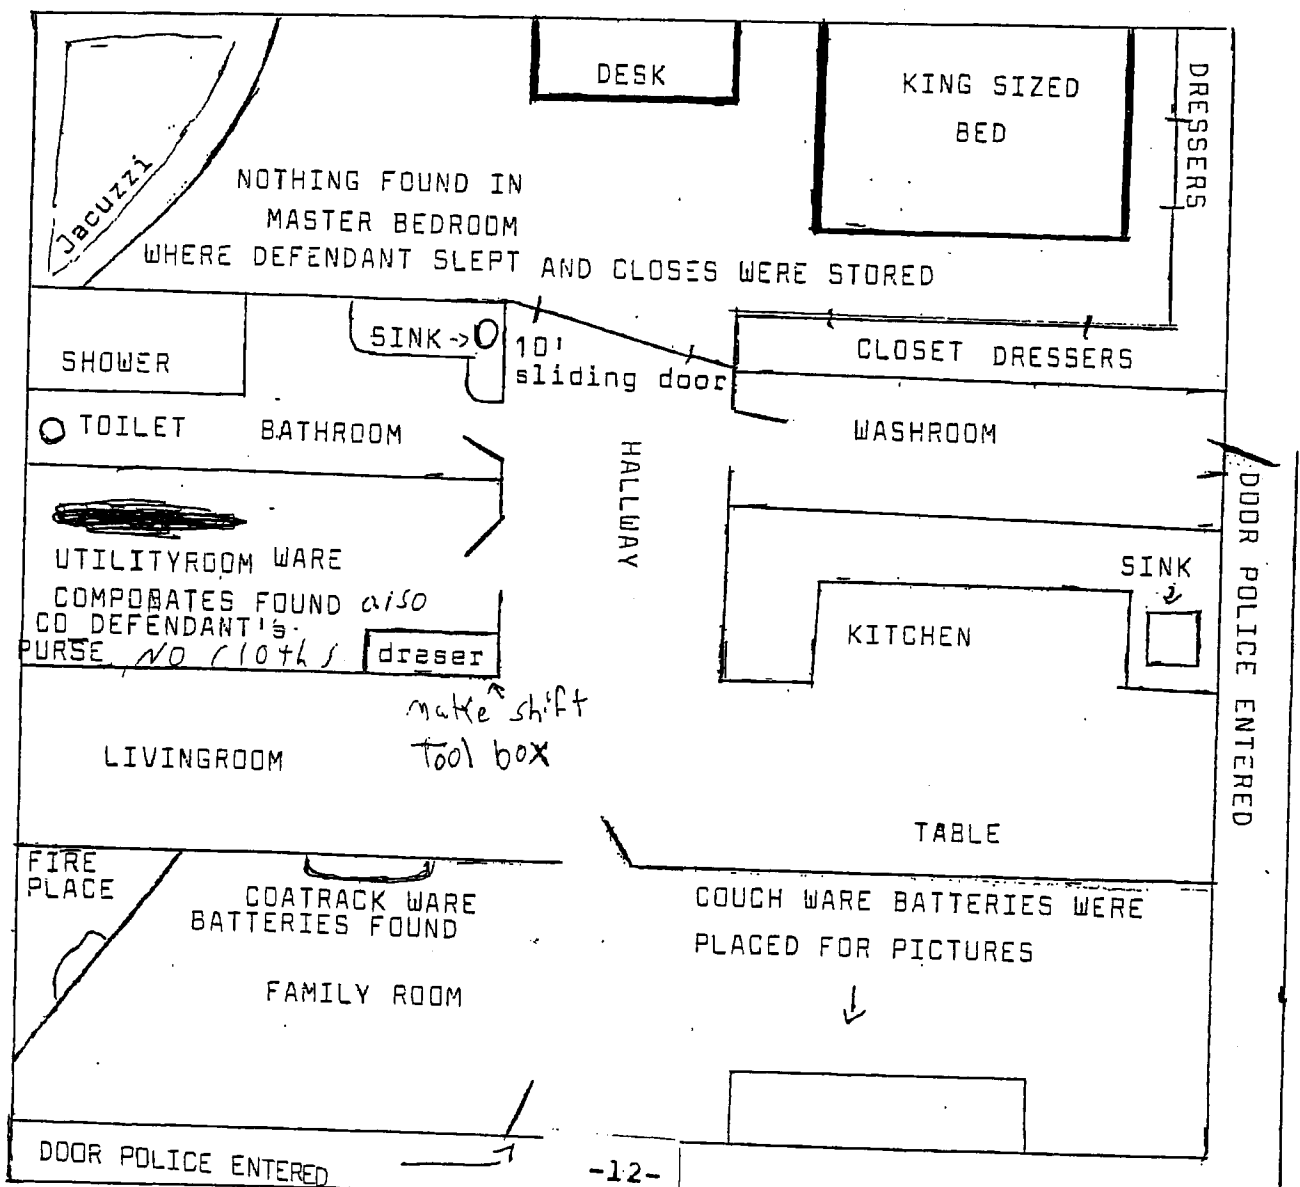 DESK
KING SIZED
BED
DRESSERS
Jacuzzi
NOTHING FOUND IN
MASTER BEDROOM
WHERE DEFENDANT SLEPT AND CLOSES WERE STORED
SHOWER
SINK->
10'
sliding door
CLOSET DRESSERS
TOILET
BATHROOM
HALLWAY
WASHROOM
DOOR POLICE ENTERED
UTILITYROOM WARE
COMPOBATES FOUND also
CO DEFENDANT'S
PURSE NO Cloths
draser
make shift
Tool box
SINK
KITCHEN
LIVINGROOM
TABLE
FIRE
PLACE
COATRACK WARE
BATTERIES FOUND
COUCH WARE BATTERIES WERE
PLACED FOR PICTURES
FAMILY ROOM
DOOR POLICE ENTERED
-12-